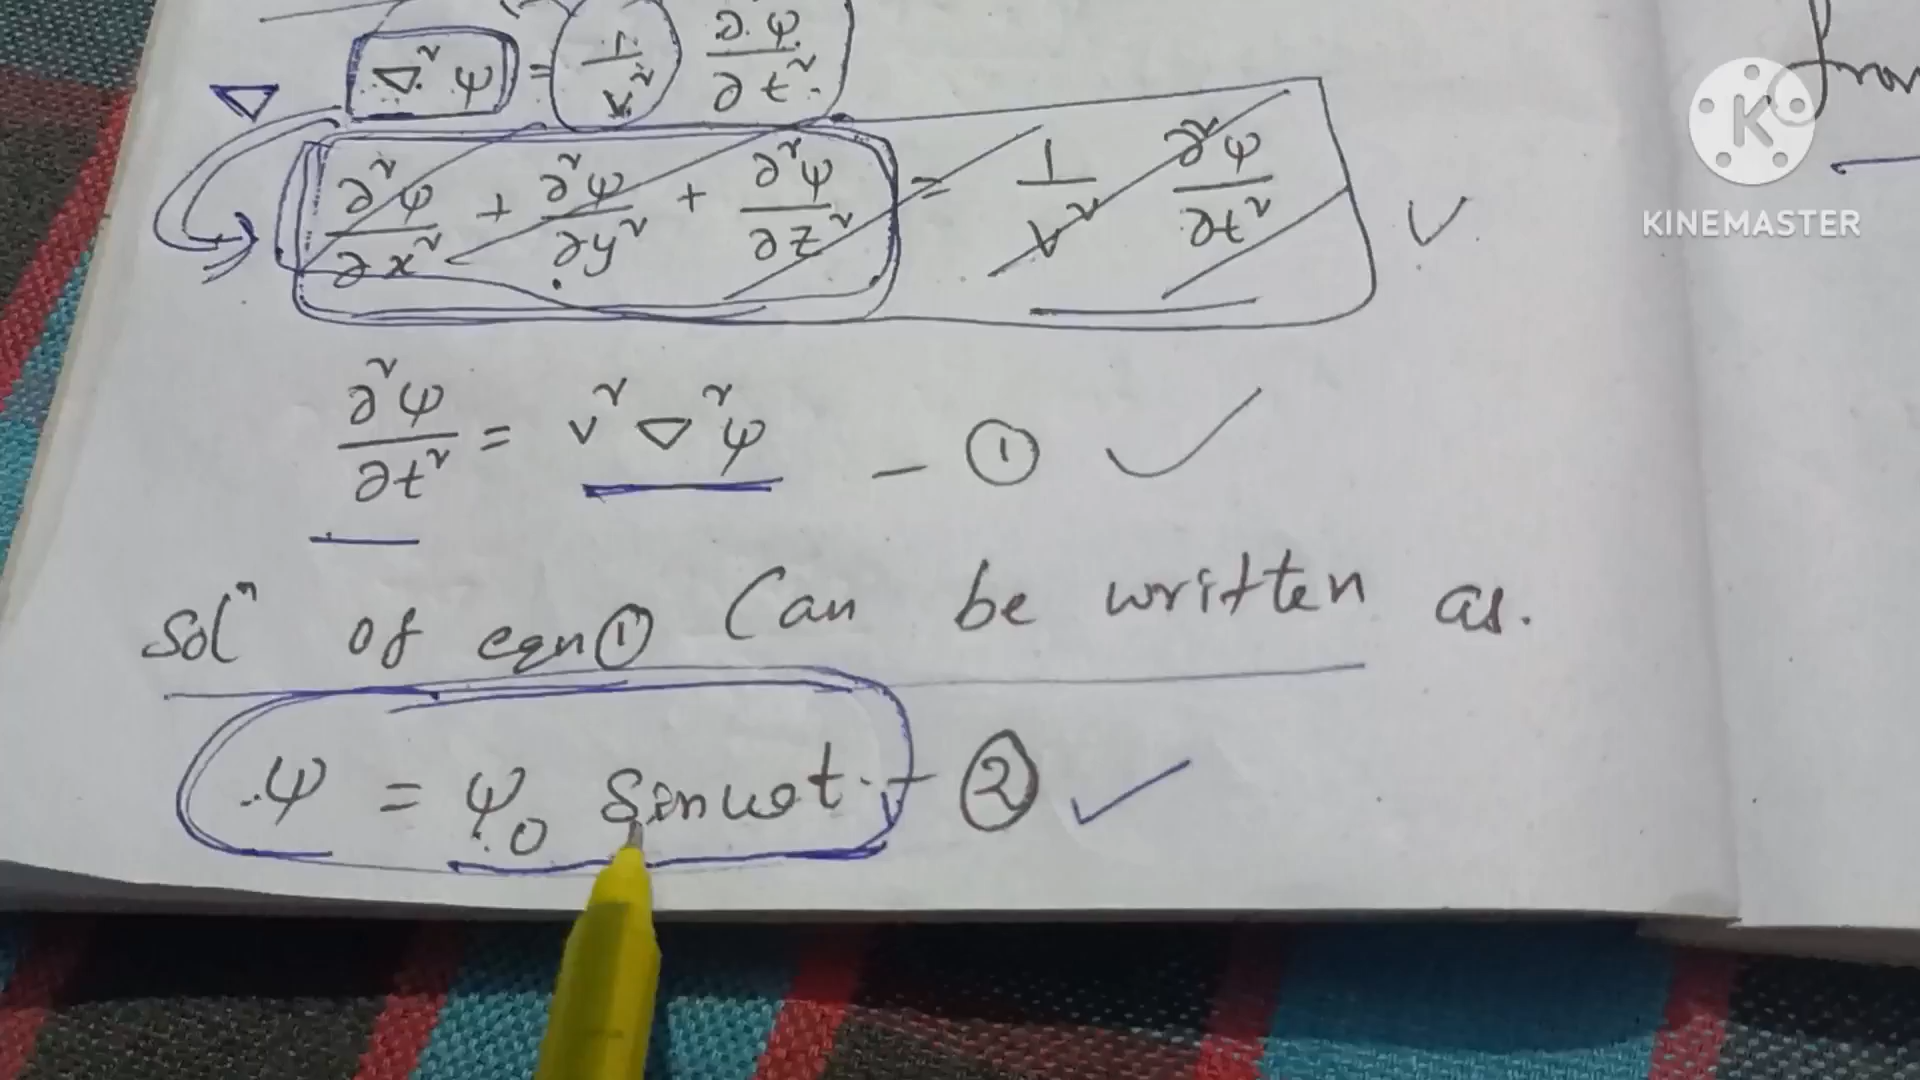 ∇²ψ = 1/v² ∂²ψ/∂t²
∇
∂²ψ/∂x² + ∂²ψ/∂y² + ∂²ψ/∂z² = 1/v² ∂²ψ/∂t²
∂²ψ/∂t² = v²∇²ψ — ①
Solⁿ of eqn ① Can be written as.
ψ = ψ₀ sinωt. — ②
K
KINEMASTER